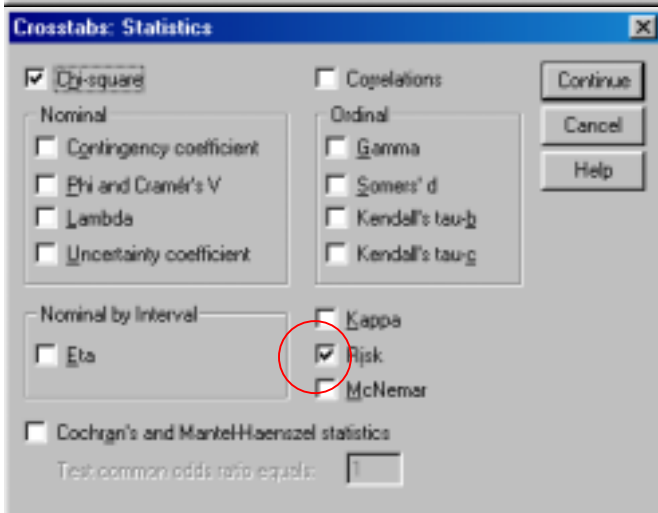 Crosstabs: Statistics
Chi-square
Correlations
Continue
Cancel
Help
Nominal
Contingency coefficient
Phi and Cramér's V
Lambda
Uncertainty coefficient
Ordinal
Gamma
Somers' d
Kendall's tau-b
Kendall's tau-c
Nominal by Interval
Eta
Kappa
Risk
McNemar
Cochran's and Mantel-Haenszel statistics
Test common odds ratio equals:
1